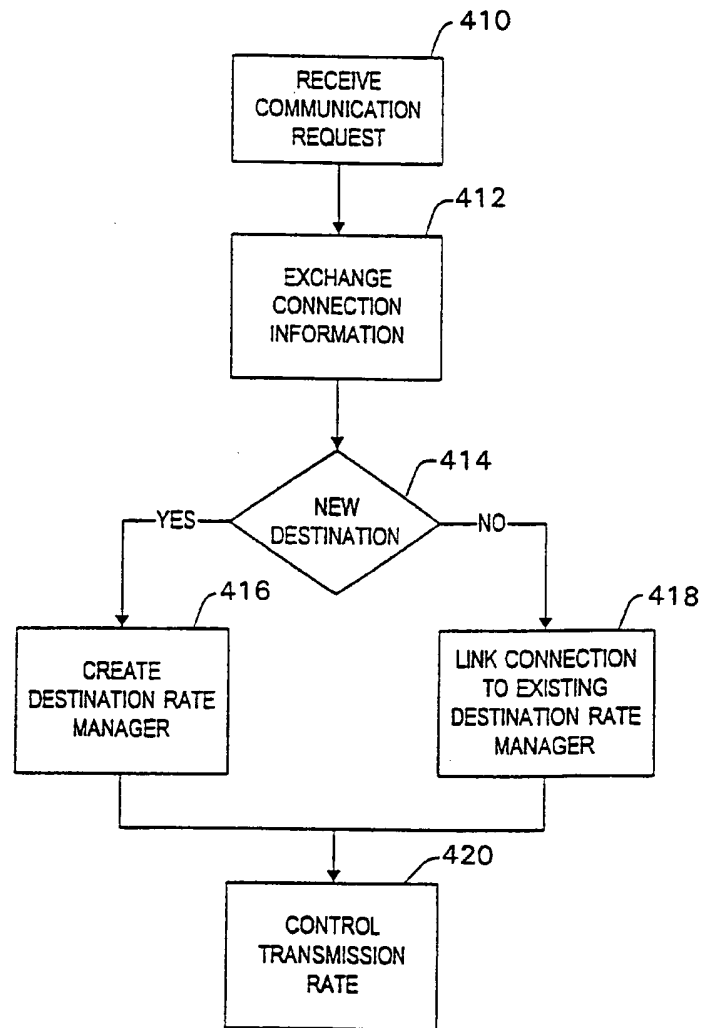 410
RECEIVE
COMMUNICATION
REQUEST
412
EXCHANGE
CONNECTION
INFORMATION
414
NEW
DESTINATION
YES
NO
416
CREATE
DESTINATION RATE
MANAGER
418
LINK CONNECTION
TO EXISTING
DESTINATION RATE
MANAGER
420
CONTROL
TRANSMISSION
RATE